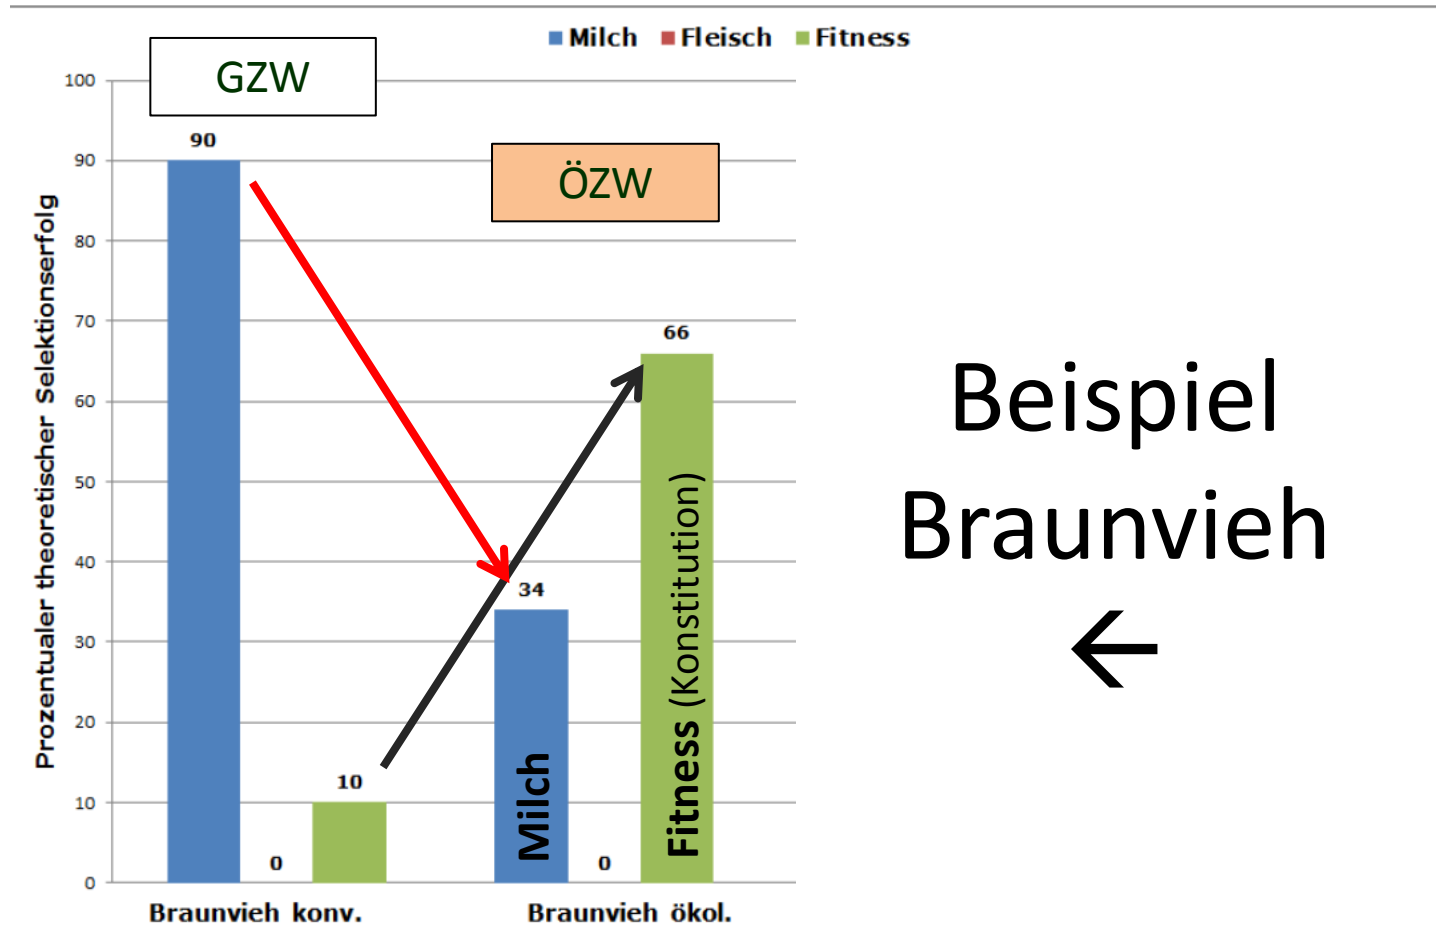 Milch Fleisch Fitness
GZW
ÖZW
Prozentualer theoretischer Selektionserfolg
100
90
80
70
60
50
40
30
20
10
0
90
0
10
34
0
66
Milch
Fitness (Konstitution)
Braunvieh konv.
Braunvieh ökol.
Beispiel
Braunvieh
←